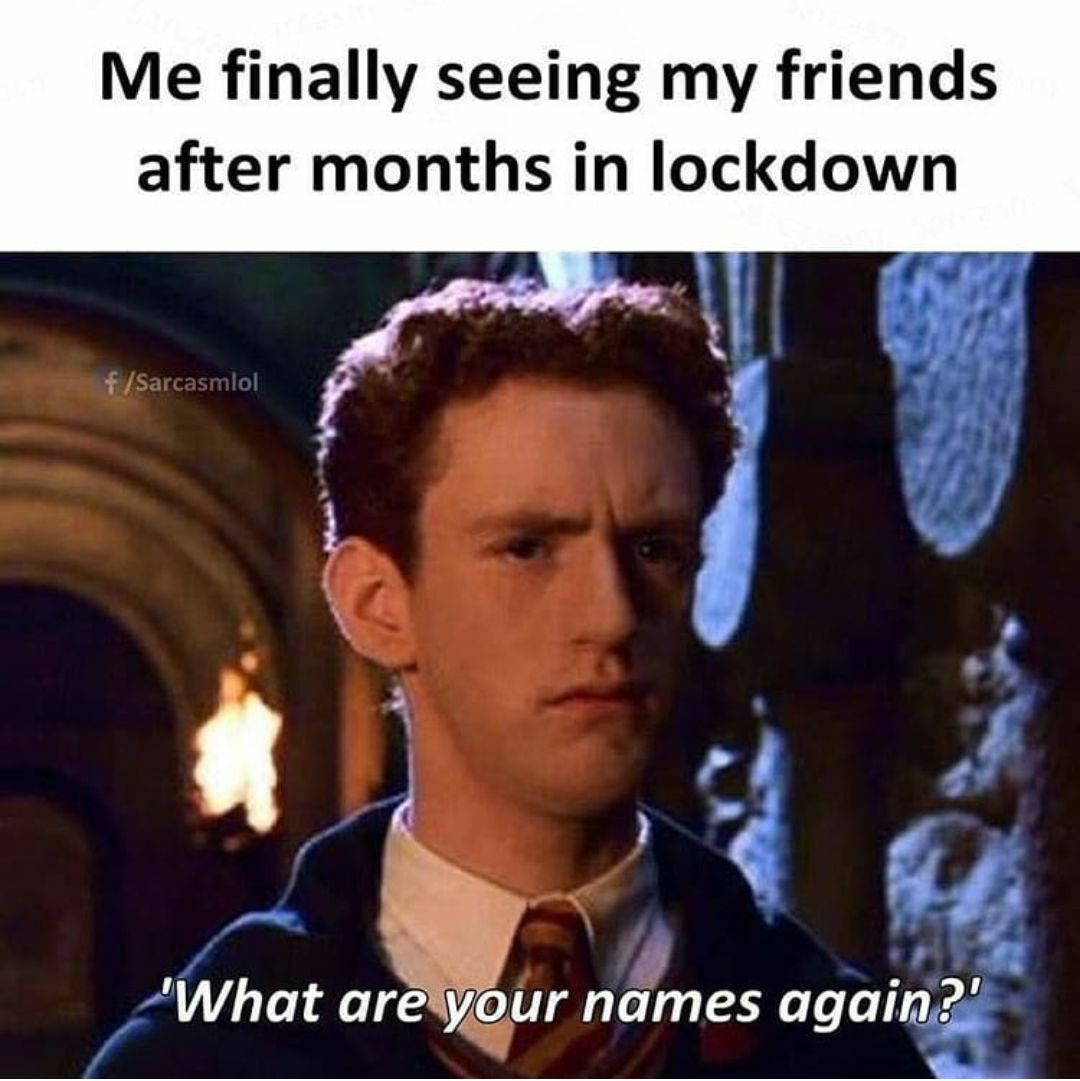 Me finally seeing my friends
after months in lockdown
f/Sarcasmlol
'What are your names again?'